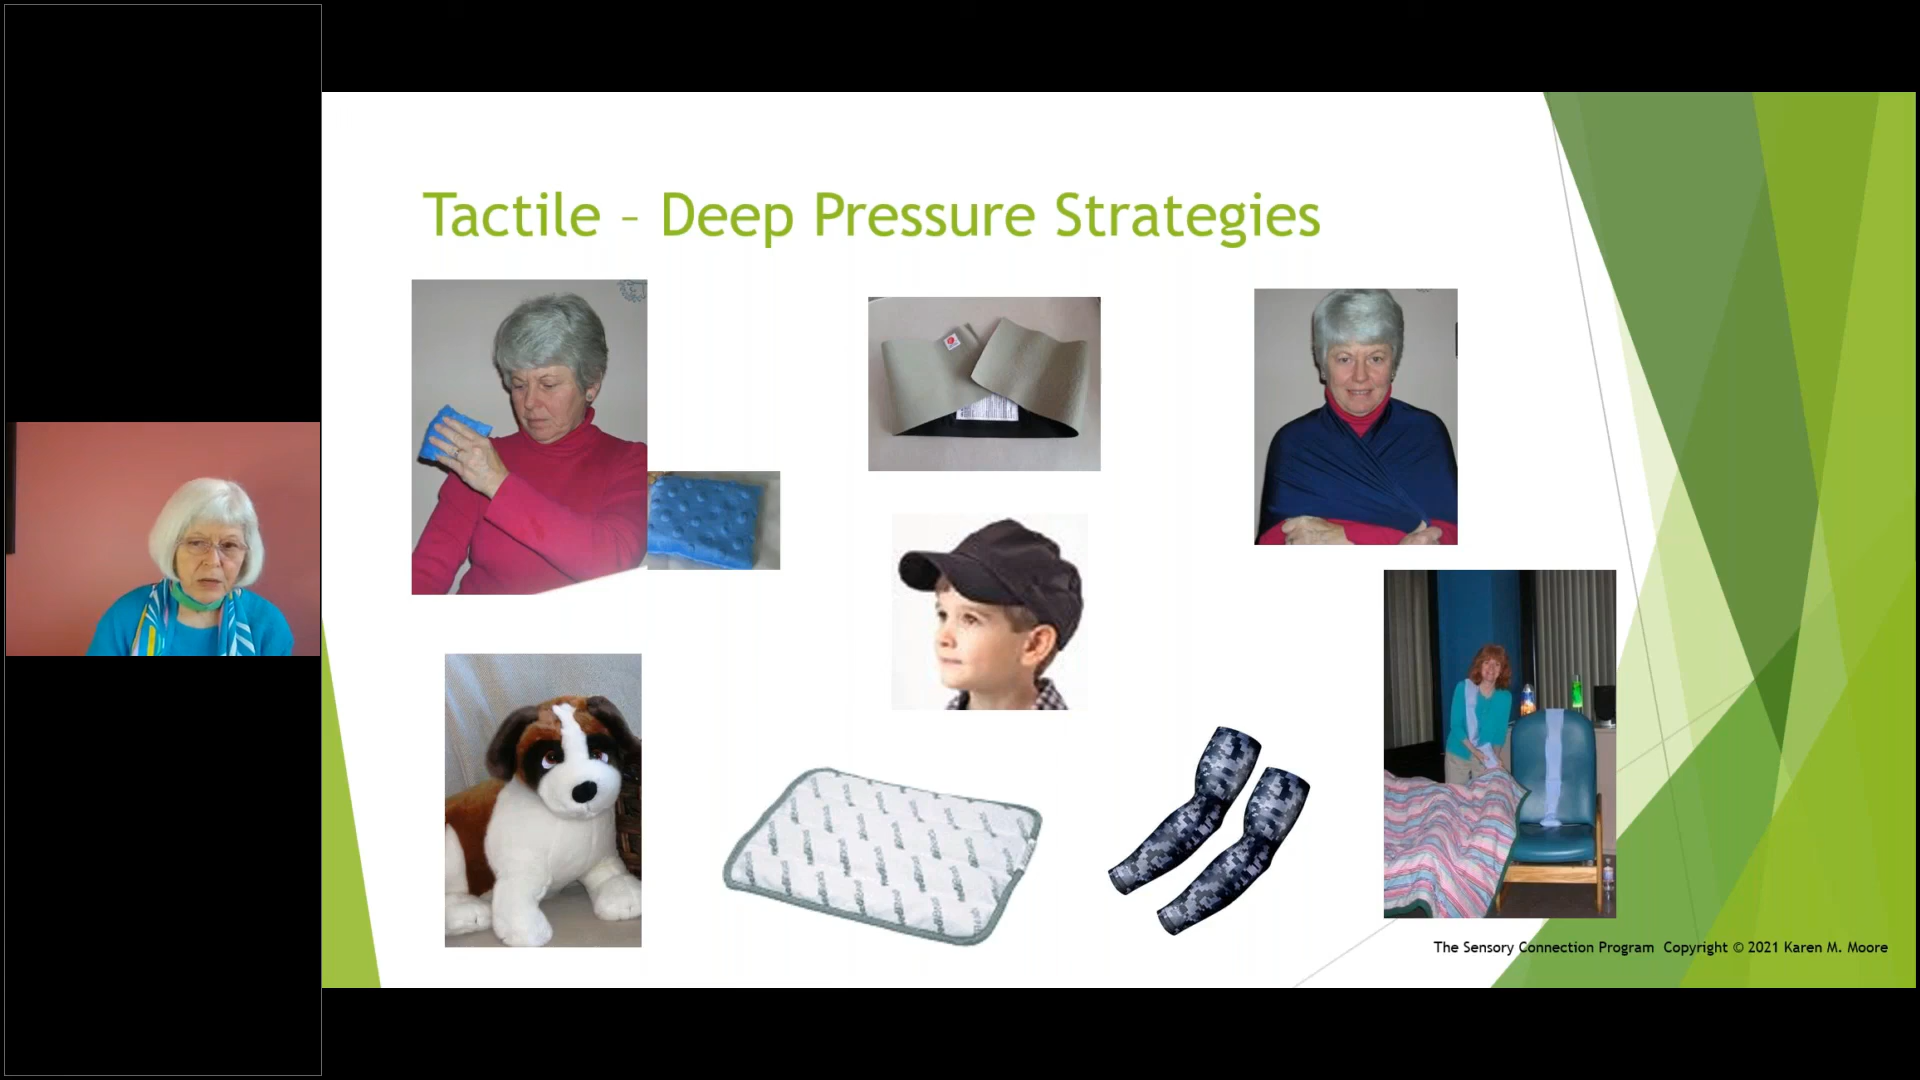 Tactile – Deep Pressure Strategies
The Sensory Connection Program Copyright © 2021 Karen M. Moore